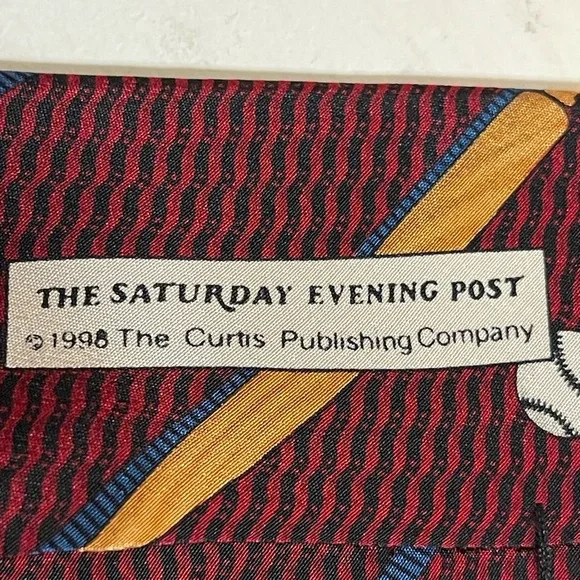 THE SATURDAY EVENING POST
©1998 The Curtis Publishing Company